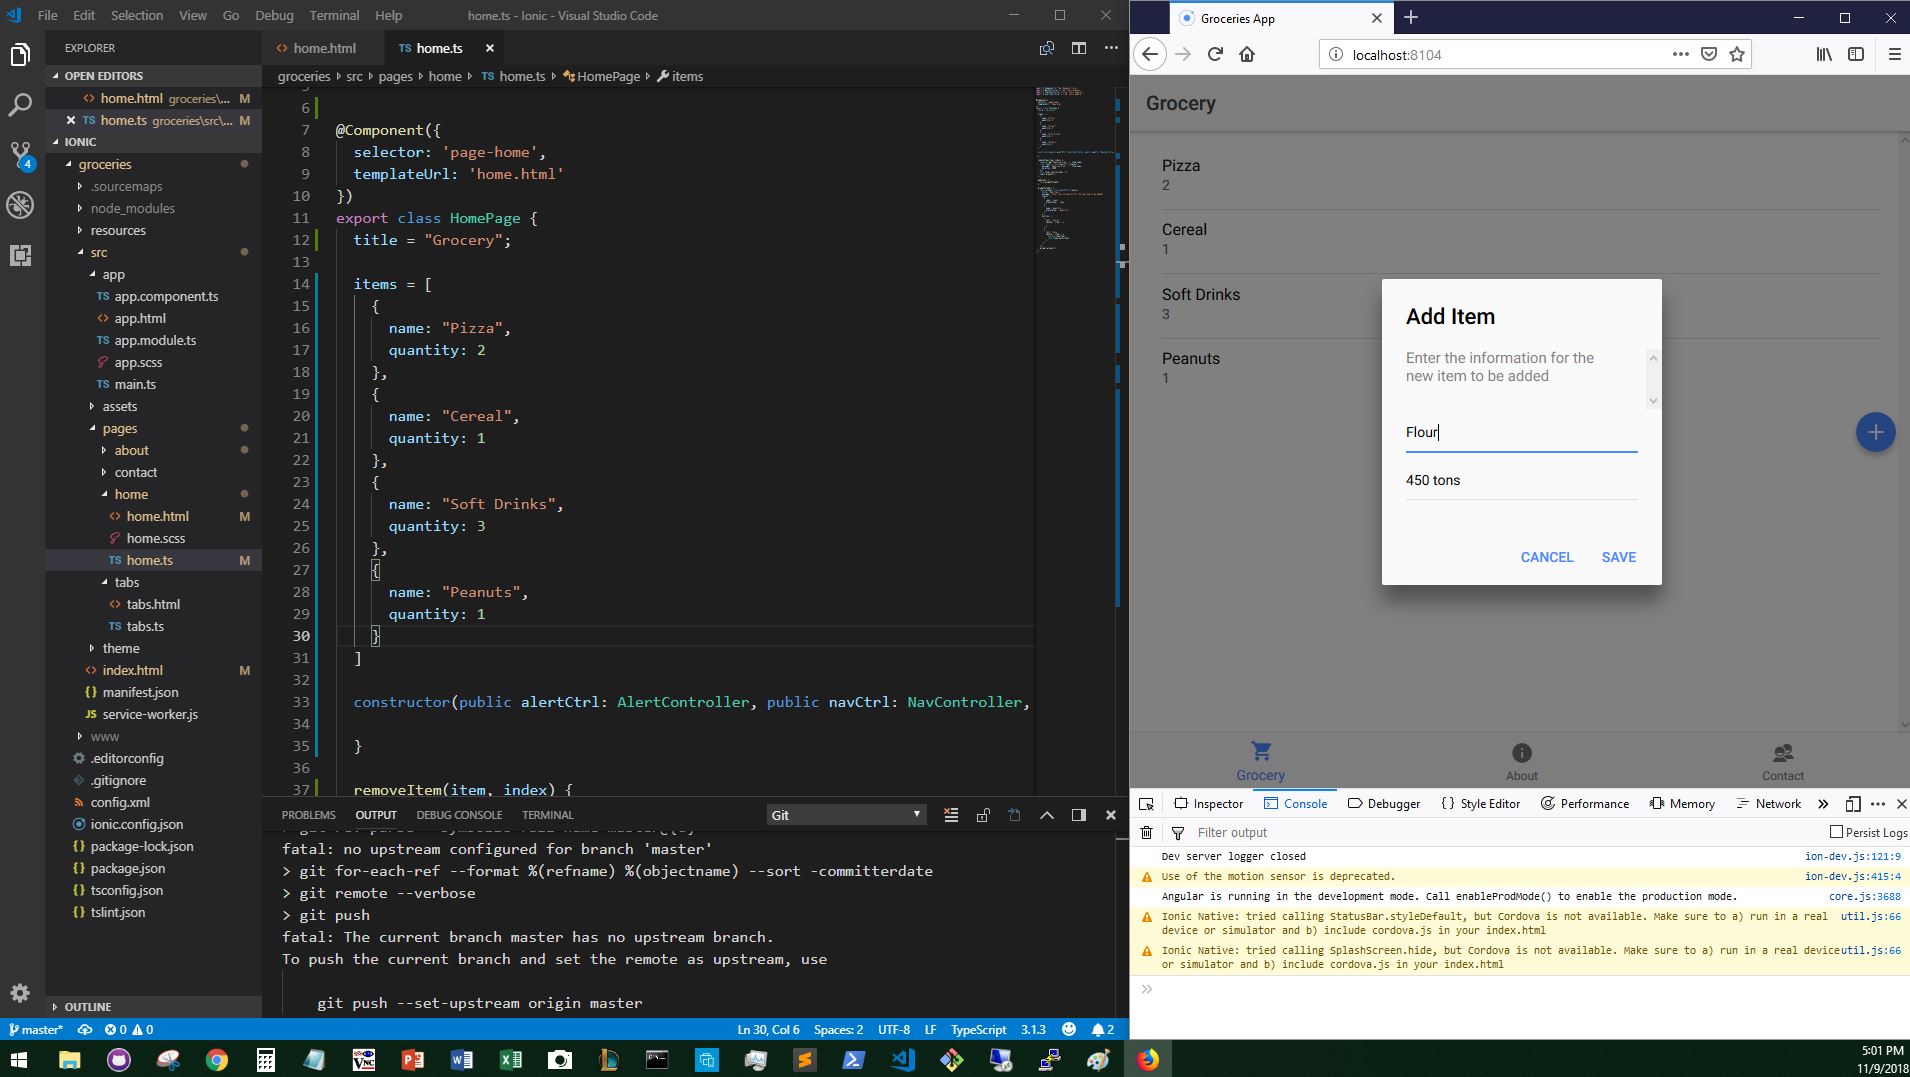 File Edit Selection View Go Debug Terminal Help
home.ts - Ionic - Visual Studio Code
EXPLORER
OPEN EDITORS
home.html groceries\... M
TS home.ts groceries\src\... M
IONIC
groceries
.sourcemaps
node_modules
resources
src
app
TS app.component.ts
app.html
TS app.module.ts
app.scss
TS main.ts
assets
pages
about
contact
home
home.html M
home.scss
TS home.ts M
tabs
tabs.html
TS tabs.ts
theme
index.html M
manifest.json
JS service-worker.js
www
.editorconfig
.gitignore
config.xml
ionic.config.json
package-lock.json
package.json
tsconfig.json
tslint.json
OUTLINE
4
home.html
TS home.ts
groceries src pages home TS home.ts HomePage items
6
7 @Component({
8 selector: 'page-home',
9 templateUrl: 'home.html'
10 })
11 export class HomePage {
12 title = "Grocery";
13
14 items = [
15 {
16 name: "Pizza",
17 quantity: 2
18 },
19 {
20 name: "Cereal",
21 quantity: 1
22 },
23 {
24 name: "Soft Drinks",
25 quantity: 3
26 },
27 {
28 name: "Peanuts",
29 quantity: 1
30 }
31 ]
32
33 constructor(public alertCtrl: AlertController, public navCtrl: NavController,
34
35 }
36
37 removeItem(item, index) {
PROBLEMS OUTPUT DEBUG CONSOLE TERMINAL Git
fatal: no upstream configured for branch 'master'
> git for-each-ref --format %(refname) %(objectname) --sort -committerdate
> git remote --verbose
> git push
fatal: The current branch master has no upstream branch.
To push the current branch and set the remote as upstream, use
git push --set-upstream origin master
master* 0 0 Ln 30, Col 6 Spaces: 2 UTF-8 LF TypeScript 3.1.3 2
Groceries App
localhost:8104
Grocery
Pizza
2
Cereal
1
Soft Drinks
3
Peanuts
1
Add Item
Enter the information for the
new item to be added
Flour
450 tons
CANCEL SAVE
Grocery About Contact
Inspector Console Debugger Style Editor Performance Memory Network
Filter output Persist Logs
Dev server logger closed ion-dev.js:121:9
Use of the motion sensor is deprecated. ion-dev.js:415:4
Angular is running in the development mode. Call enableProdMode() to enable the production mode. core.js:3688
Ionic Native: tried calling StatusBar.styleDefault, but Cordova is not available. Make sure to a) run in a real util.js:66
device or simulator and b) include cordova.js in your index.html
Ionic Native: tried calling SplashScreen.hide, but Cordova is not available. Make sure to a) run in a real device util.js:66
or simulator and b) include cordova.js in your index.html
5:01 PM
11/9/2018